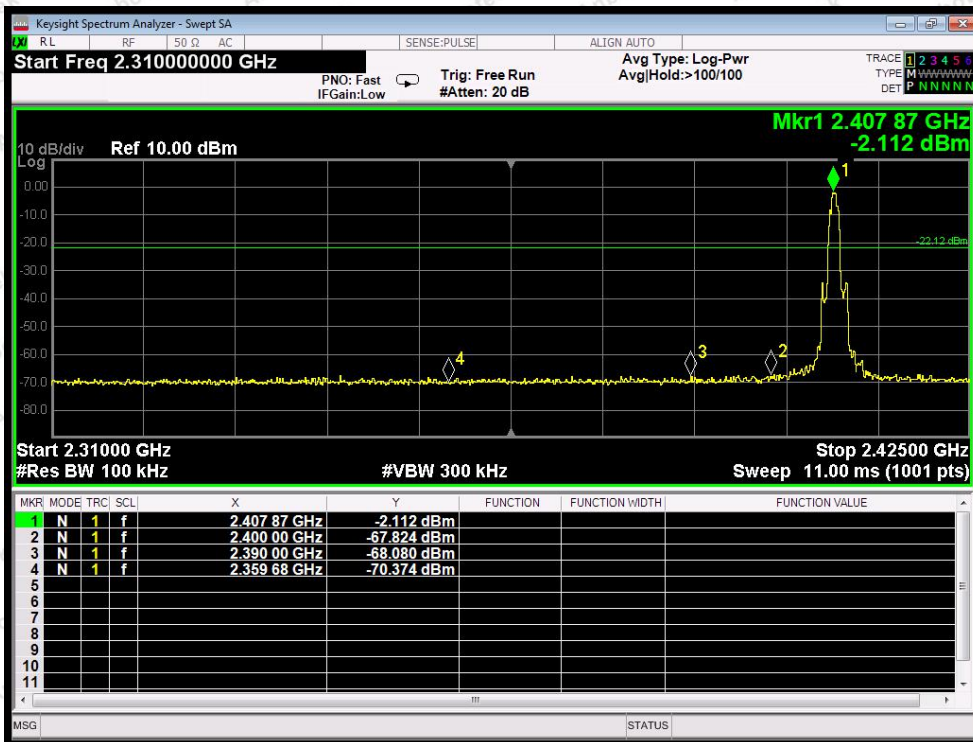 Keysight Spectrum Analyzer - Swept SA
LXI RL RF 50 Ω AC SENSE:PULSE ALIGN AUTO
Start Freq 2.310000000 GHz
PNO: Fast
IFGain:Low
Trig: Free Run
#Atten: 20 dB
Avg Type: Log-Pwr
Avg|Hold:>100/100
TRACE 1 2 3 4 5 6
TYPE M WWWWW
DET P N N N N N
Mkr1 2.407 87 GHz
-2.112 dBm
10 dB/div Ref 10.00 dBm
Log
1
0.00
-10.0
-20.0
-22.12 dBm
-30.0
-40.0
-50.0
-60.0
4
3
2
-70.0
-80.0
Start 2.31000 GHz Stop 2.42500 GHz
#Res BW 100 kHz #VBW 300 kHz Sweep 11.00 ms (1001 pts)
MKR MODE TRC SCL X Y FUNCTION FUNCTION WIDTH FUNCTION VALUE
1 N 1 f 2.407 87 GHz -2.112 dBm
2 N 1 f 2.400 00 GHz -67.824 dBm
3 N 1 f 2.390 00 GHz -68.080 dBm
4 N 1 f 2.359 68 GHz -70.374 dBm
5
6
7
8
9
10
11
MSG STATUS